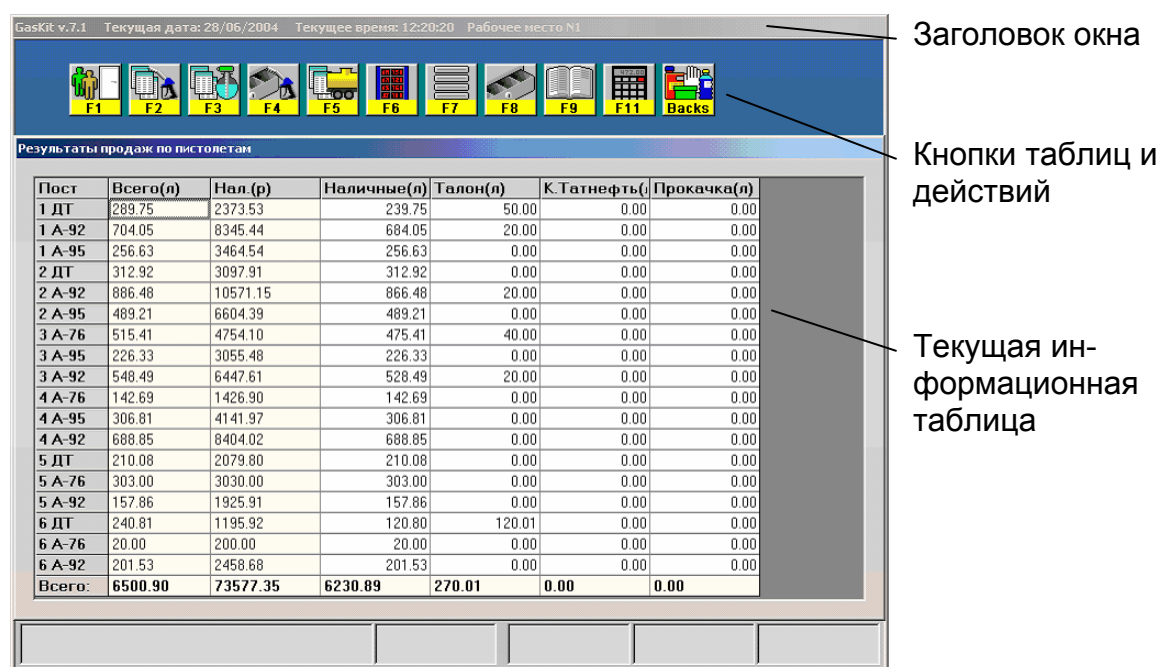 GasKit v.7.1 Текущая дата: 28/06/2004 Текущее время: 12:20:20 Рабочее место N1
Заголовок окна
F1 F2 F3 F4 F5 F6 F7 F8 F9 F11 Backs
Кнопки таблиц и
действий
Результаты продаж по пистолетам
Пост Всего(л) Нал.(р) Наличные(л) Талон(л) К.Татнефть( Прокачка(л)
1 ДТ 289.75 2373.53 239.75 50.00 0.00 0.00
1 А-92 704.05 8345.44 684.05 20.00 0.00 0.00
1 А-95 256.63 3464.54 256.63 0.00 0.00 0.00
2 ДТ 312.92 3097.91 312.92 0.00 0.00 0.00
2 А-92 886.48 10571.15 866.48 20.00 0.00 0.00
2 А-95 489.21 6604.39 489.21 0.00 0.00 0.00
3 А-76 515.41 4754.10 475.41 40.00 0.00 0.00
3 А-95 226.33 3055.48 226.33 0.00 0.00 0.00
3 А-92 548.49 6447.61 528.49 20.00 0.00 0.00
4 А-76 142.69 1426.90 142.69 0.00 0.00 0.00
4 А-95 306.81 4141.97 306.81 0.00 0.00 0.00
4 А-92 688.85 8404.02 688.85 0.00 0.00 0.00
5 ДТ 210.08 2079.80 210.08 0.00 0.00 0.00
5 А-76 303.00 3030.00 303.00 0.00 0.00 0.00
5 А-92 157.86 1925.91 157.86 0.00 0.00 0.00
6 ДТ 240.81 1195.92 120.80 120.01 0.00 0.00
6 А-76 20.00 200.00 20.00 0.00 0.00 0.00
6 А-92 201.53 2458.68 201.53 0.00 0.00 0.00
Всего: 6500.90 73577.35 6230.89 270.01 0.00 0.00
Текущая ин-
формационная
таблица